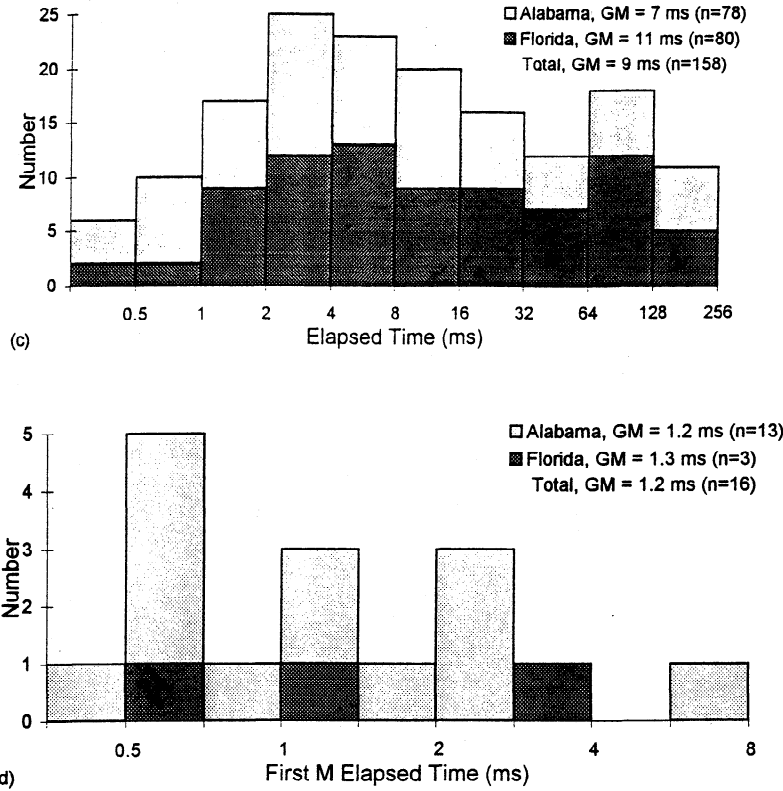 25
20
15
10
5
0
Number
Alabama, GM = 7 ms (n=78)
Florida, GM = 11 ms (n=80)
Total, GM = 9 ms (n=158)
0.5 1 2 4 8 16 32 64 128 256
Elapsed Time (ms)
(c)
5
4
3
2
1
0
Number
Alabama, GM = 1.2 ms (n=13)
Florida, GM = 1.3 ms (n=3)
Total, GM = 1.2 ms (n=16)
0.5 1 2 4 8
First M Elapsed Time (ms)
d)